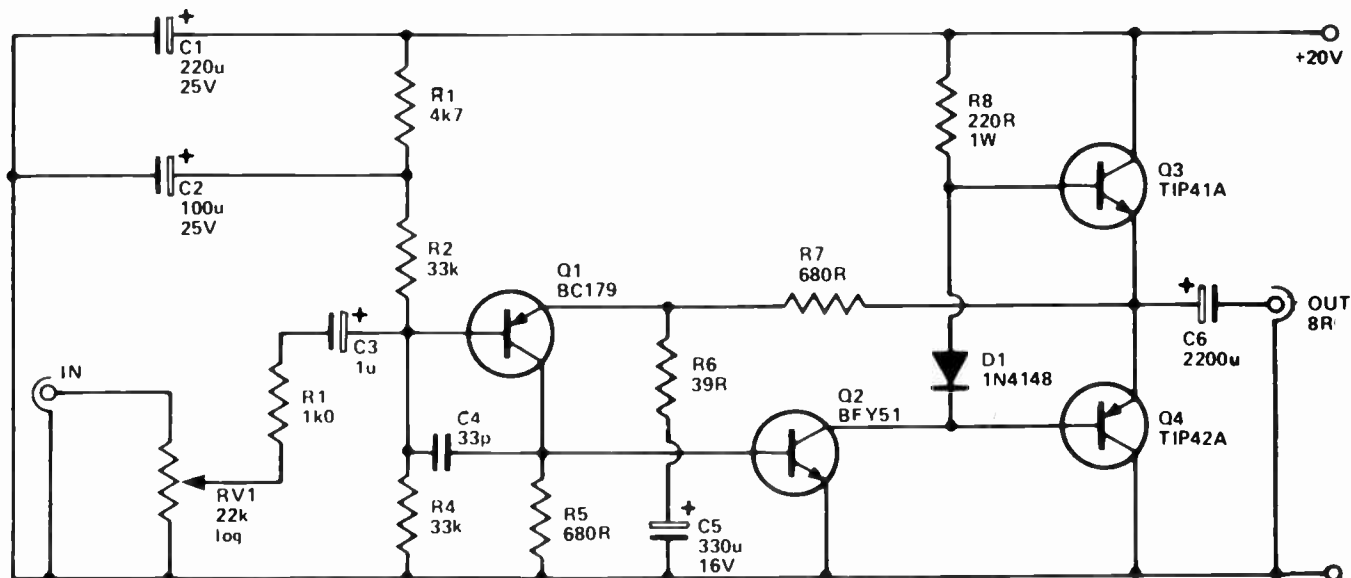 +
C1
220u
25V
+20V
R1
4k7
R8
220R
1W
+
C2
100u
25V
Q3
TIP41A
R2
33k
Q1
BC179
R7
680R
+
C3
1u
+
C6
2200u
OUT
8R
IN
R1
1k0
R6
39R
D1
1N4148
C4
33p
Q2
BFY51
Q4
TIP42A
RV1
22k
log
R4
33k
R5
680R
+
C5
330u
16V